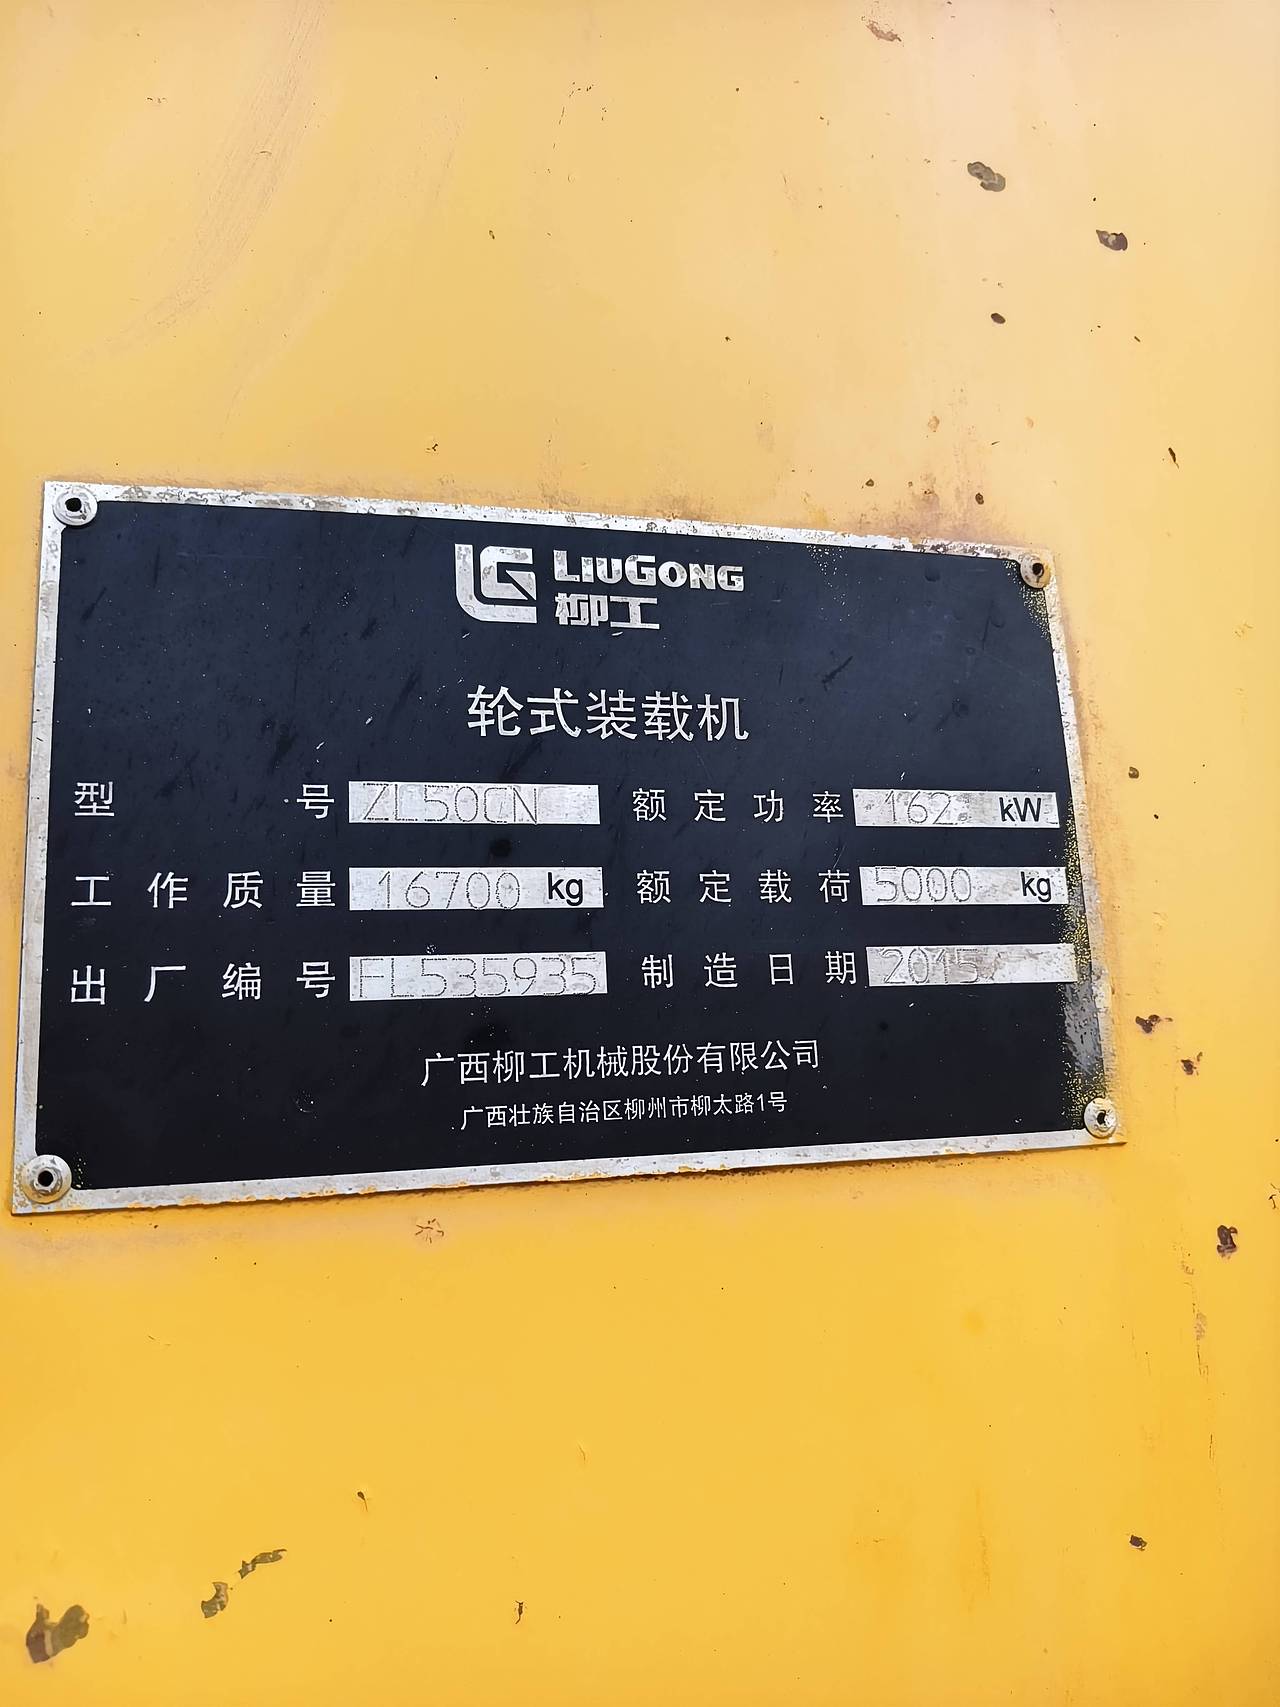 LG LIUGONG
柳工
轮式装载机
型号 ZL50CN 额定功率 162 kW
工作质量 16700 kg 额定载荷 5000 kg
出厂编号 FL535935 制造日期 2015
广西柳工机械股份有限公司
广西壮族自治区柳州市柳太路1号